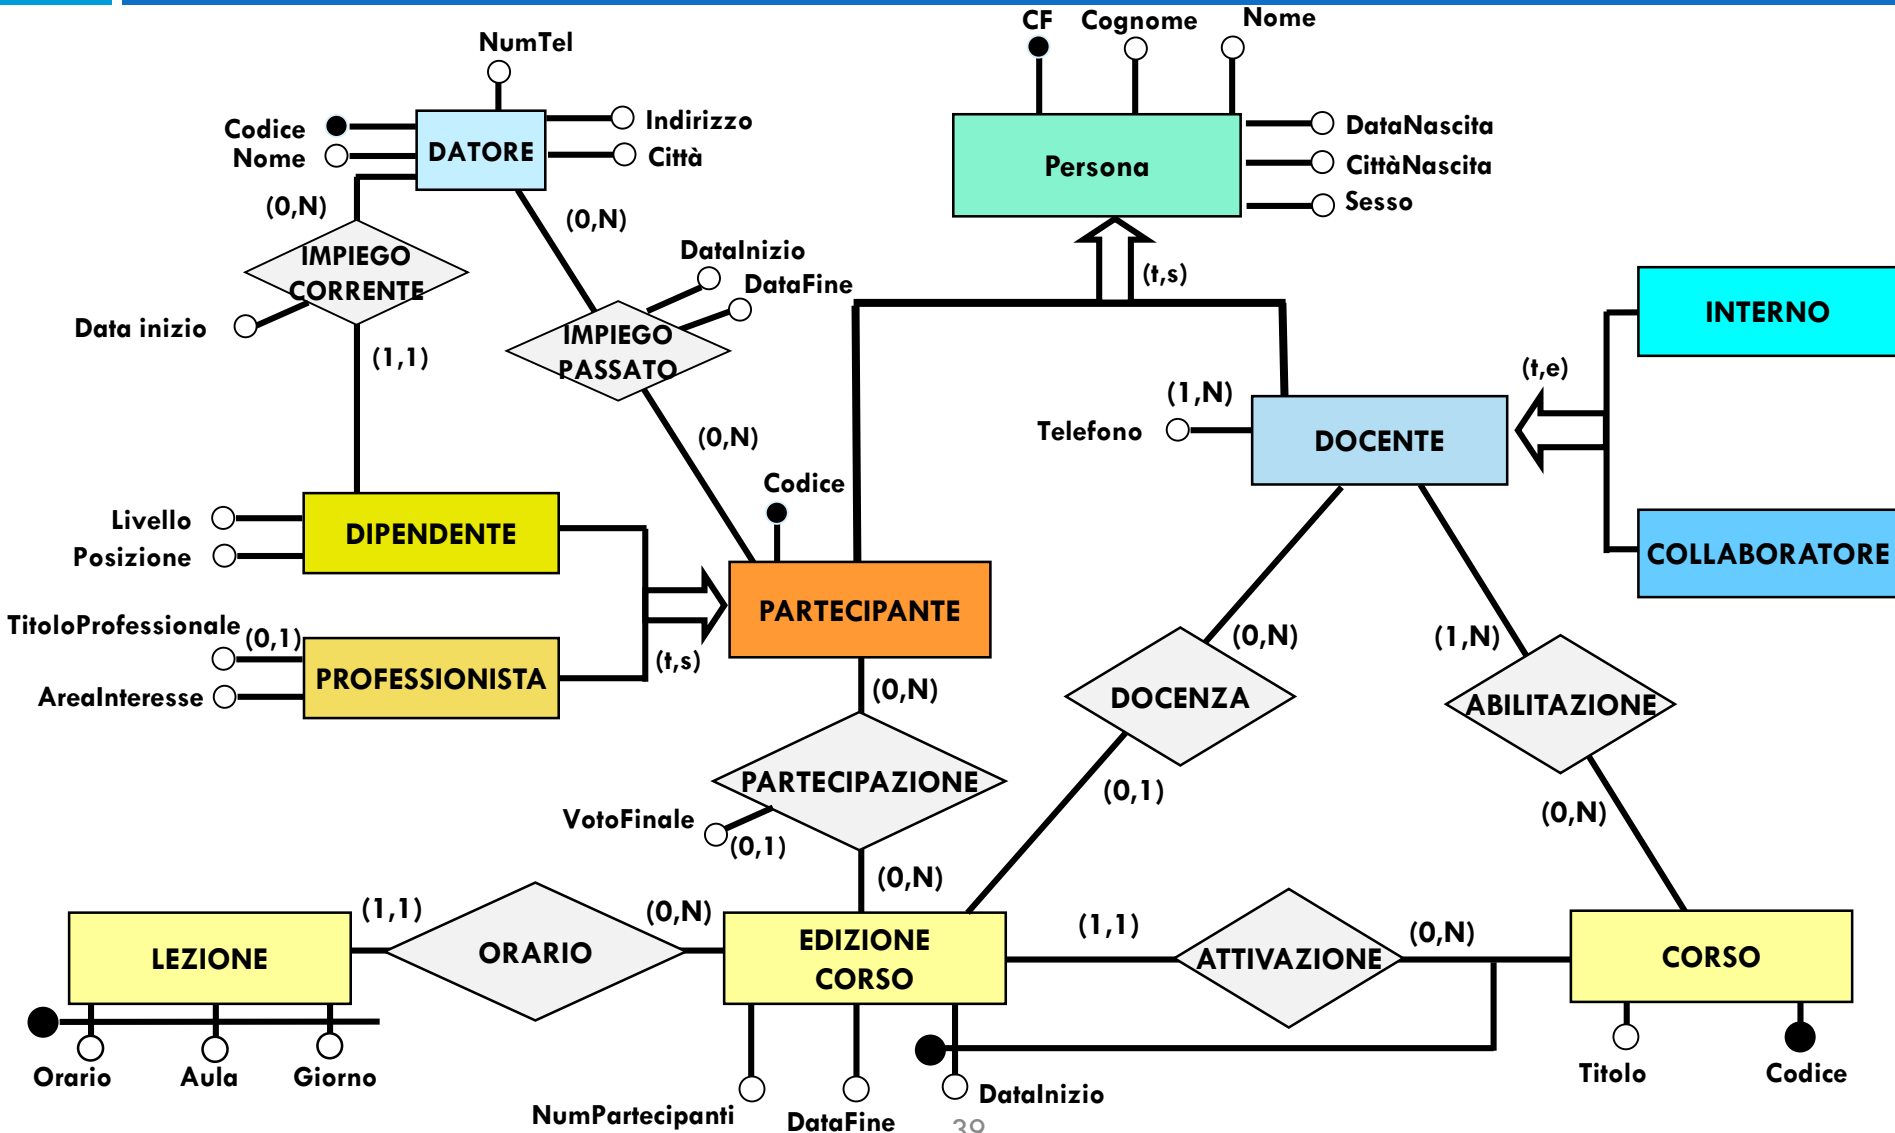 CF Cognome Nome
NumTel
Codice
Nome
DATORE
Indirizzo
Città
Persona
DataNascita
CittàNascita
Sesso
(0,N)
(0,N)
IMPIEGO
CORRENTE
DataInizio
DataFine
(t,s)
Data inizio
(1,1)
IMPIEGO
PASSATO
INTERNO
(t,e)
(1,N)
Telefono
DOCENTE
(0,N)
Codice
Livello
Posizione
DIPENDENTE
COLLABORATORE
PARTECIPANTE
TitoloProfessionale
(0,1)
AreaInteresse
PROFESSIONISTA
(t,s)
(0,N)
(0,N)
(1,N)
DOCENZA
ABILITAZIONE
PARTECIPAZIONE
VotoFinale
(0,1)
(0,1)
(0,N)
(0,N)
(1,1)
(0,N)
(1,1)
(0,N)
LEZIONE
ORARIO
EDIZIONE
CORSO
ATTIVAZIONE
CORSO
Orario
Aula
Giorno
Titolo
Codice
NumPartecipanti
DataFine
DataInizio
39